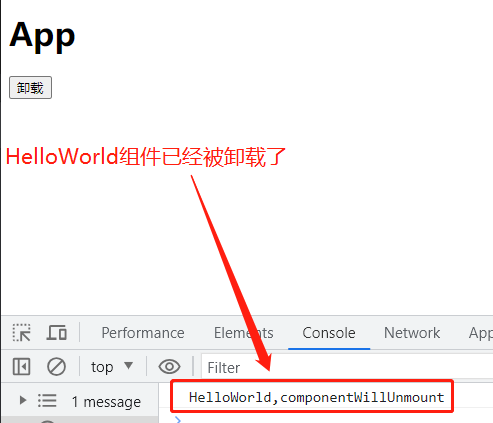 App
卸载
HelloWorld组件已经被卸载了
Performance Elements Console Network App
top Filter
1 message HelloWorld,componentWillUnmount